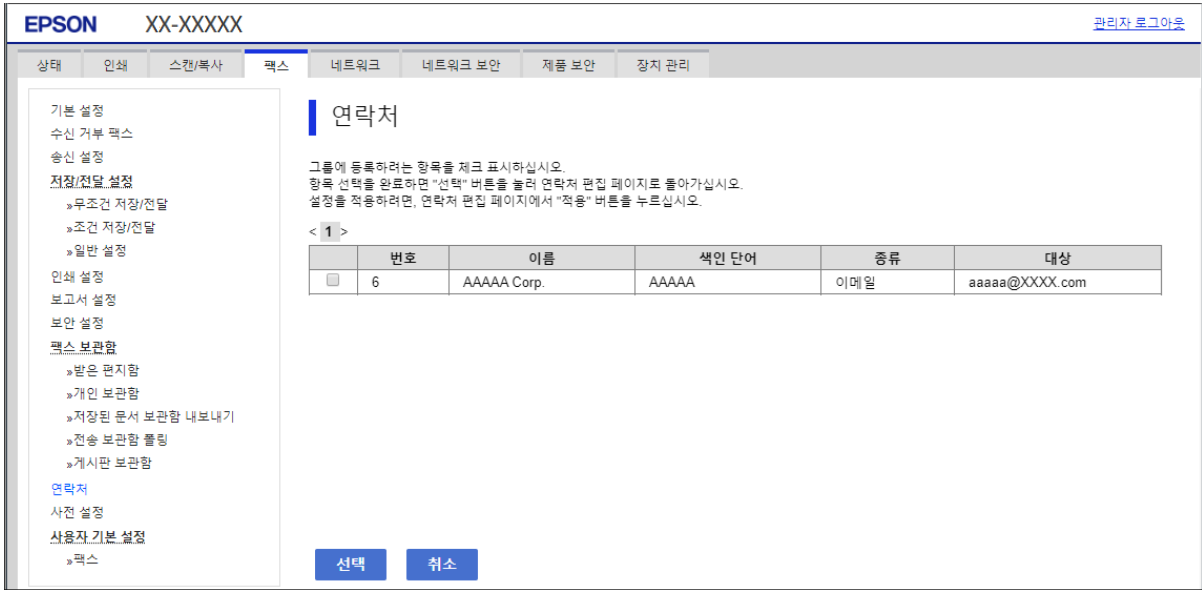 EPSON XX-XXXXX 관리자 로그아웃
상태 인쇄 스캔/복사 팩스 네트워크 네트워크 보안 제품 보안 장치 관리
기본 설정
수신 거부 팩스
송신 설정
저장/전달 설정
»무조건 저장/전달
»조건 저장/전달
»일반 설정
인쇄 설정
보고서 설정
보안 설정
팩스 보관함
»받은 편지함
»개인 보관함
»저장된 문서 보관함 내보내기
»전송 보관함 폴링
»게시판 보관함
연락처
사전 설정
사용자 기본 설정
»팩스
연락처
그룹에 등록하려는 항목을 체크 표시하십시오.
항목 선택을 완료하면 "선택" 버튼을 눌러 연락처 편집 페이지로 돌아가십시오.
설정을 적용하려면, 연락처 편집 페이지에서 "적용" 버튼을 누르십시오.
< 1 >
번호 이름 색인 단어 종류 대상
6 AAAAA Corp. AAAAA 이메일 aaaaa@XXXX.com
선택 취소